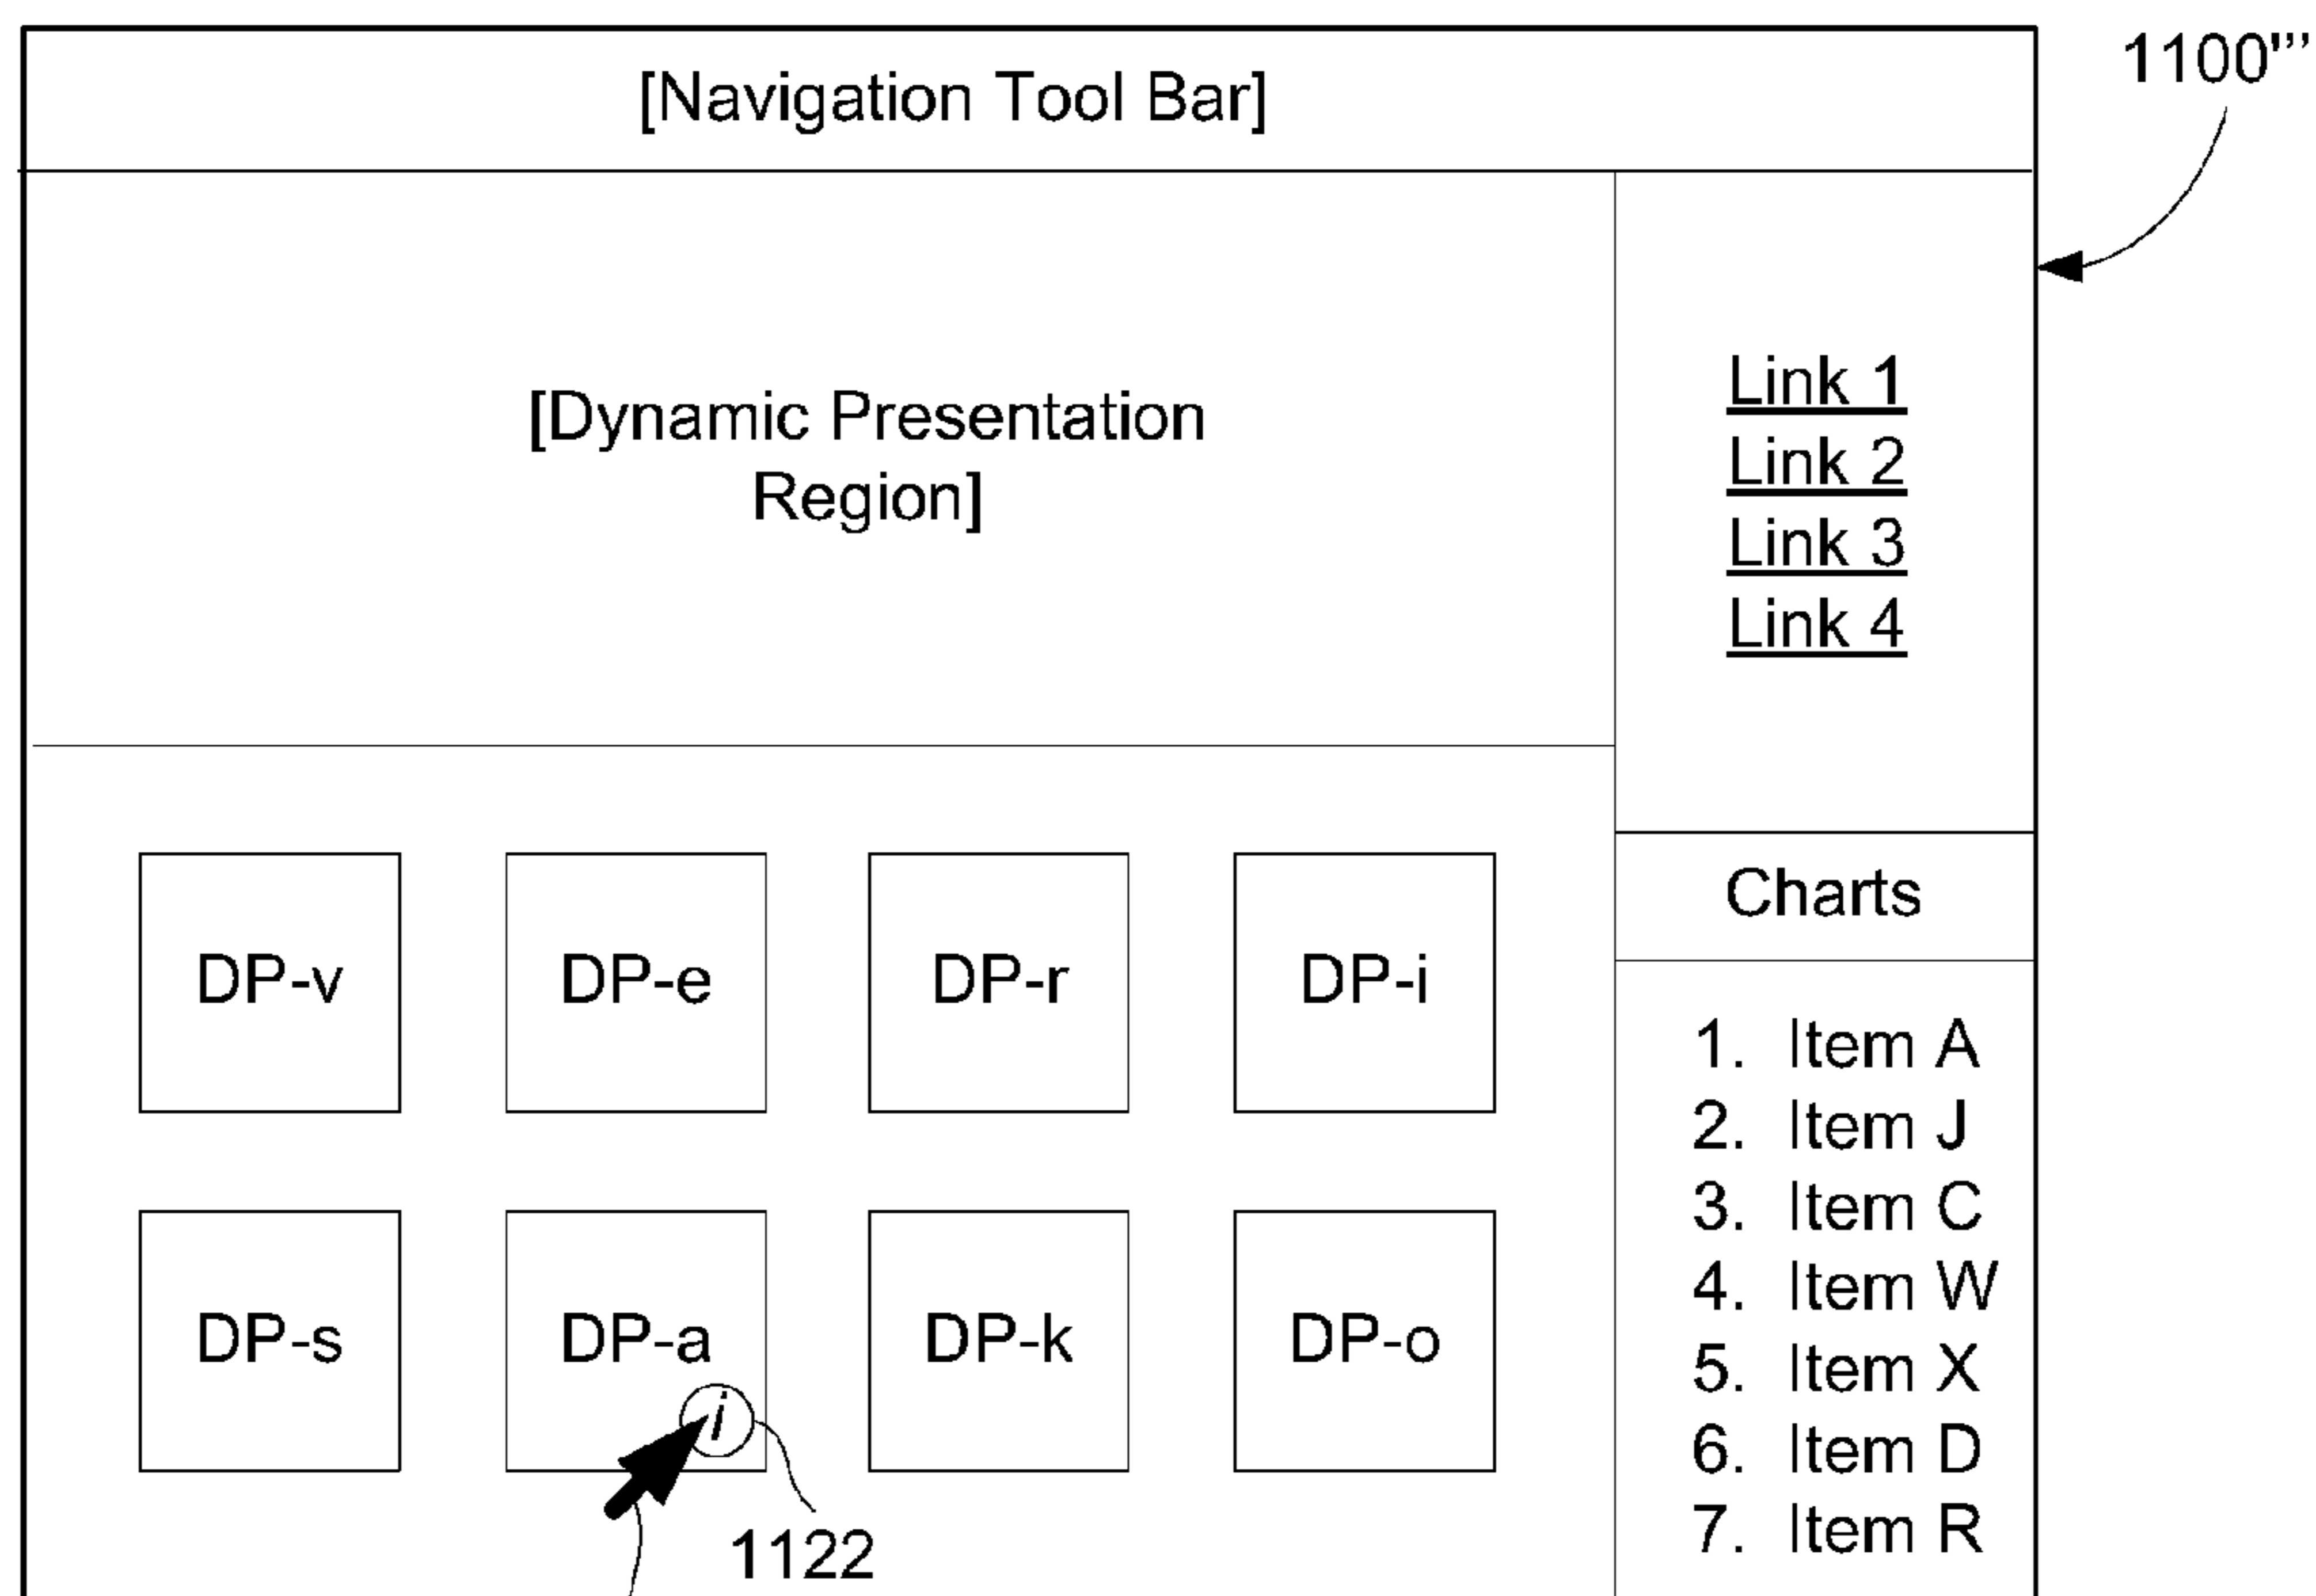 1100"'
[Navigation Tool Bar]
[Dynamic Presentation
Region]
Link 1
Link 2
Link 3
Link 4
DP-v DP-e DP-r DP-i
DP-s DP-a DP-k DP-o
i
1122
Charts
1. Item A
2. Item J
3. Item C
4. Item W
5. Item X
6. Item D
7. Item R